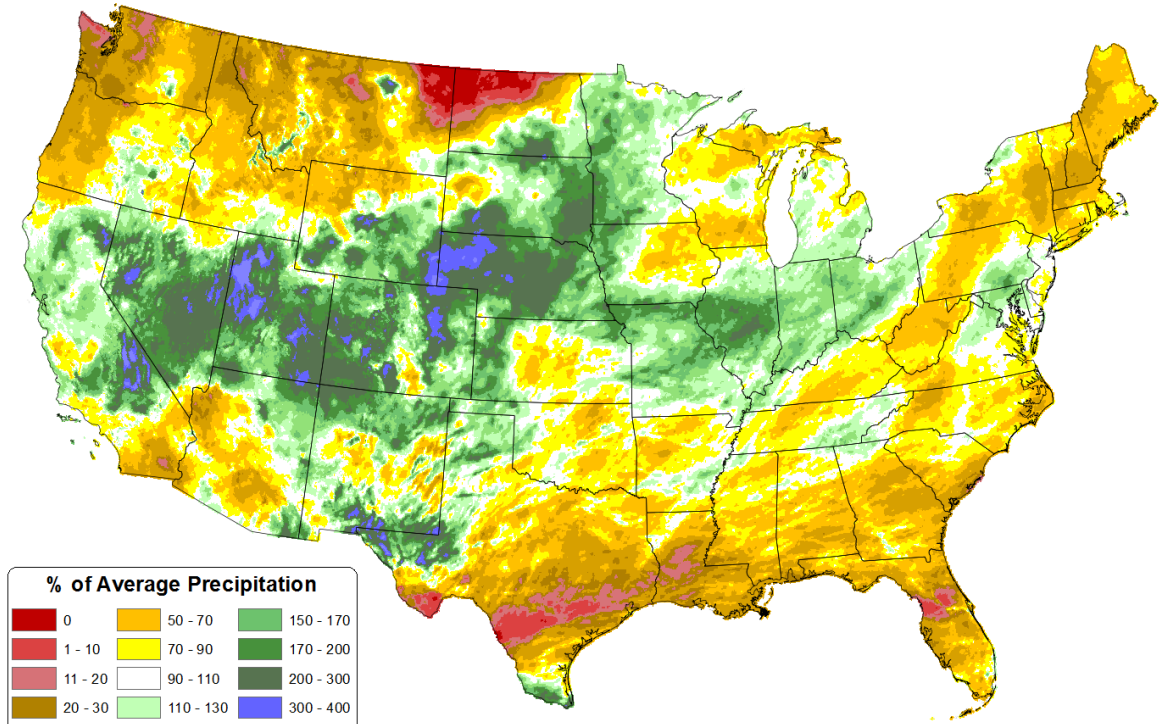 % of Average Precipitation
0 50 - 70 150 - 170
1 - 10 70 - 90 170 - 200
11 - 20 90 - 110 200 - 300
20 - 30 110 - 130 300 - 400